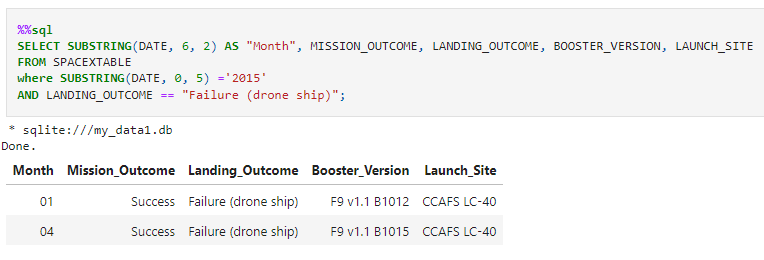 %%sql
SELECT SUBSTRING(DATE, 6, 2) AS "Month", MISSION_OUTCOME, LANDING_OUTCOME, BOOSTER_VERSION, LAUNCH_SITE
FROM SPACEXTABLE
where SUBSTRING(DATE, 0, 5) ='2015'
AND LANDING_OUTCOME == "Failure (drone ship)";
* sqlite:///my_data1.db
Done.
Month Mission_Outcome Landing_Outcome Booster_Version Launch_Site
01 Success Failure (drone ship) F9 v1.1 B1012 CCAFS LC-40
04 Success Failure (drone ship) F9 v1.1 B1015 CCAFS LC-40